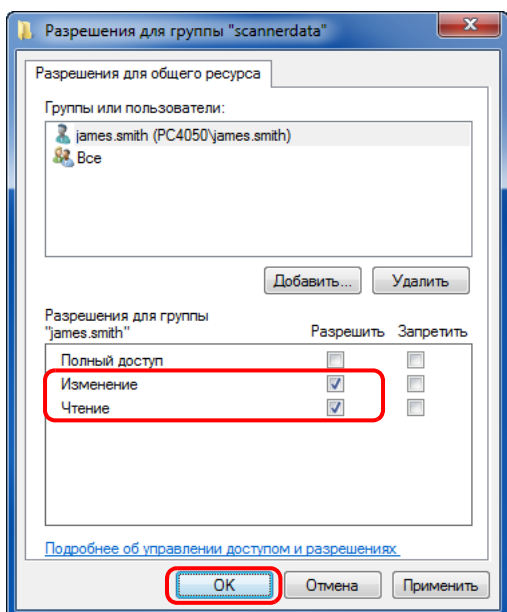 Разрешения для группы "scannerdata"
Разрешения для общего ресурса
Группы или пользователи:
james.smith (PC4050\james.smith)
Все
Добавить... Удалить
Разрешения для группы
"james.smith" Разрешить Запретить
Полный доступ
Изменение
Чтение
Подробнее об управлении доступом и разрешениях
OK Отмена Применить